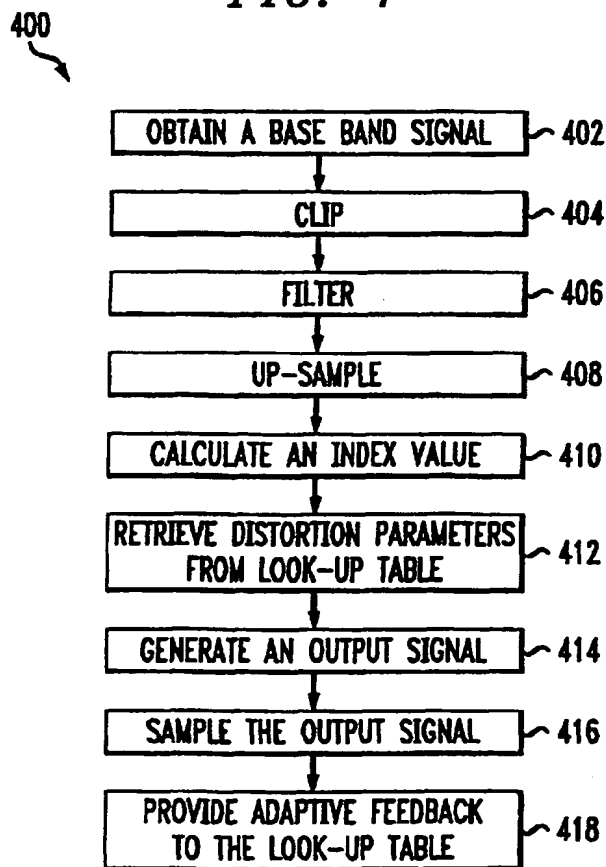 FIG. 4
400
OBTAIN A BASE BAND SIGNAL 402
CLIP 404
FILTER 406
UP-SAMPLE 408
CALCULATE AN INDEX VALUE 410
RETRIEVE DISTORTION PARAMETERS
FROM LOOK-UP TABLE 412
GENERATE AN OUTPUT SIGNAL 414
SAMPLE THE OUTPUT SIGNAL 416
PROVIDE ADAPTIVE FEEDBACK
TO THE LOOK-UP TABLE 418